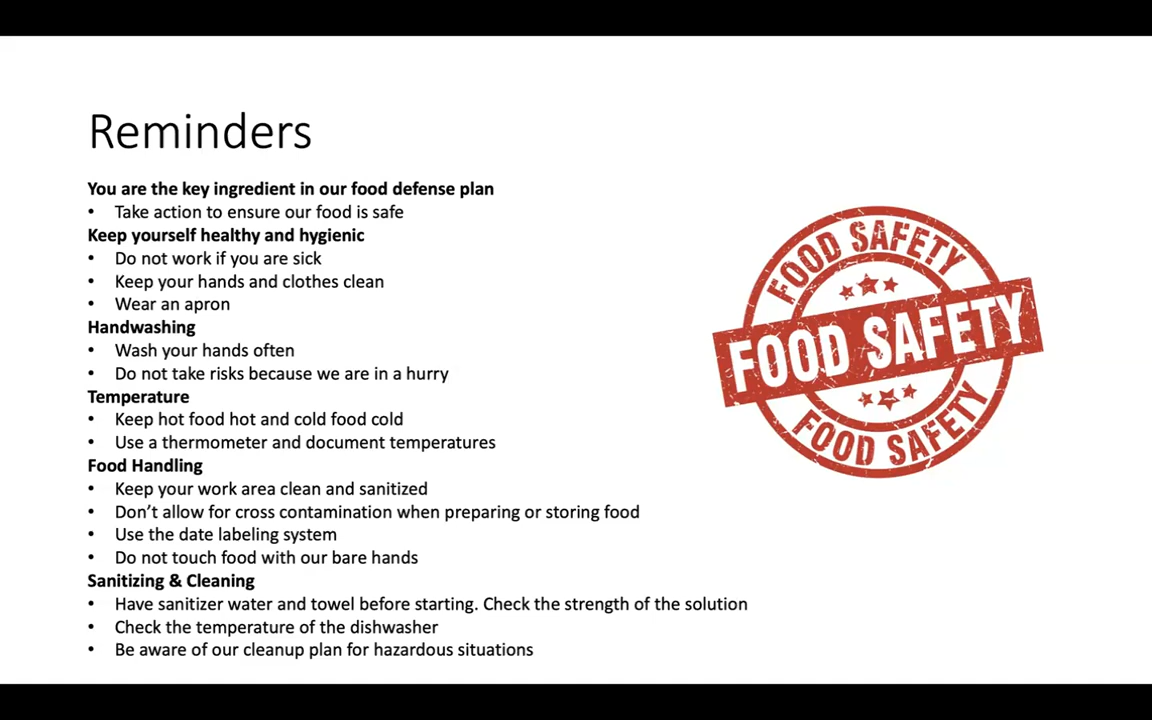 Reminders
You are the key ingredient in our food defense plan
• Take action to ensure our food is safe
Keep yourself healthy and hygienic
• Do not work if you are sick
• Keep your hands and clothes clean
• Wear an apron
Handwashing
• Wash your hands often
• Do not take risks because we are in a hurry
Temperature
• Keep hot food hot and cold food cold
• Use a thermometer and document temperatures
Food Handling
• Keep your work area clean and sanitized
• Don’t allow for cross contamination when preparing or storing food
• Use the date labeling system
• Do not touch food with our bare hands
Sanitizing & Cleaning
• Have sanitizer water and towel before starting. Check the strength of the solution
• Check the temperature of the dishwasher
• Be aware of our cleanup plan for hazardous situations
FOOD SAFETY
FOOD SAFETY
FOOD SAFETY